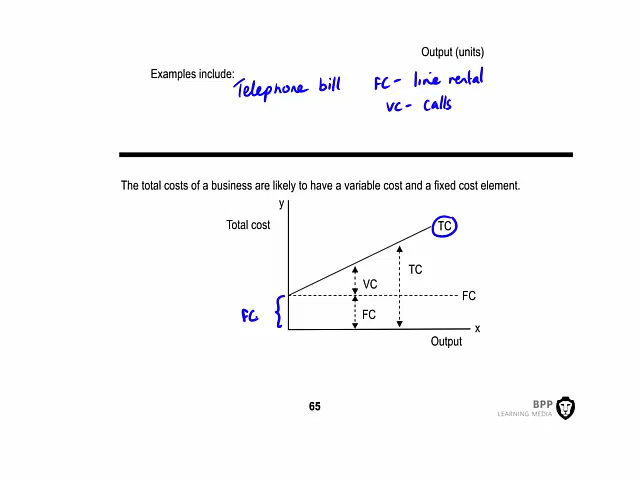 Output (units)
Examples include: Telephone bill FC - line rental
VC - calls
The total costs of a business are likely to have a variable cost and a fixed cost element.
y
Total cost TC
TC
VC
FC
FC FC
x
Output
65
BPP
LEARNING MEDIA